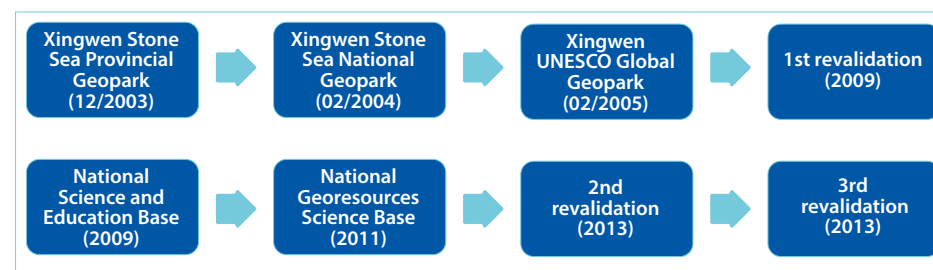 Xingwen Stone
Sea Provincial
Geopark
(12/2003)
Xingwen Stone
Sea National
Geopark
(02/2004)
Xingwen
UNESCO Global
Geopark
(02/2005)
1st revalidation
(2009)
National
Science and
Education Base
(2009)
National
Georesources
Science Base
(2011)
2nd
revalidation
(2013)
3rd
revalidation
(2013)